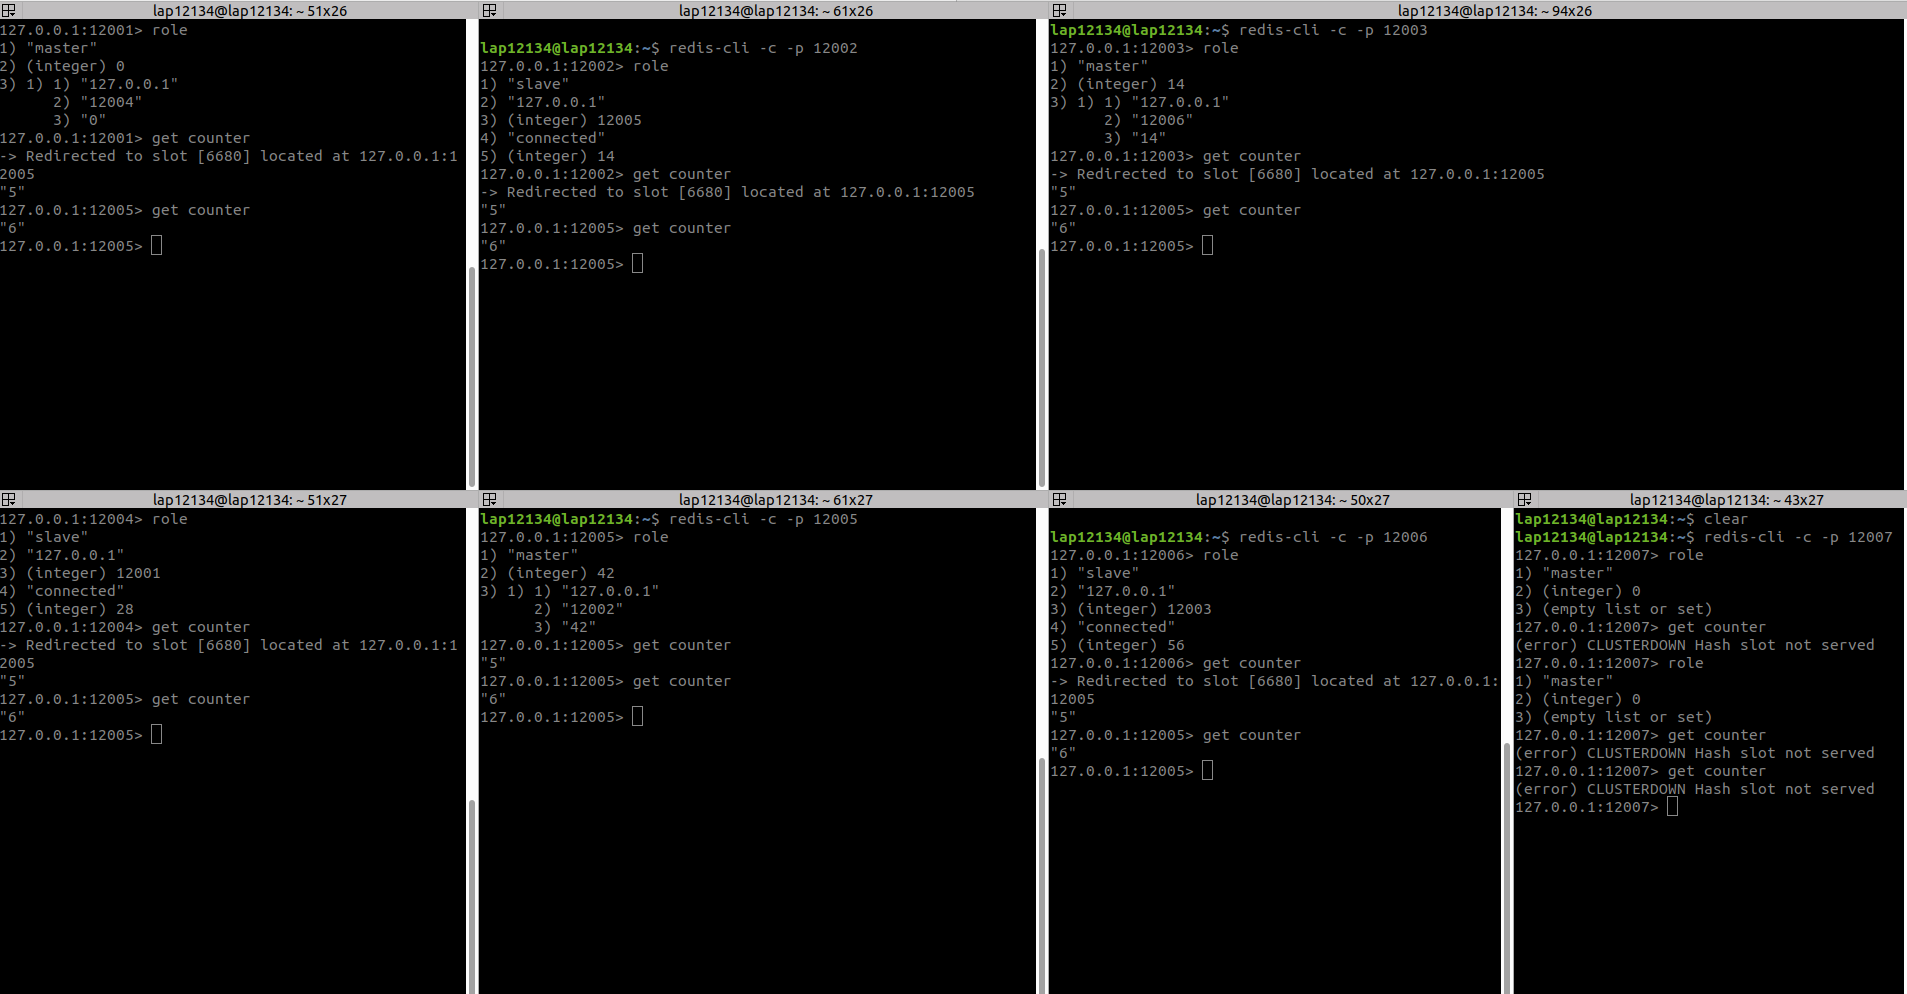 lap12134@lap12134: ~ 51x26
127.0.0.1:12001> role
1) "master"
2) (integer) 0
3) 1) 1) "127.0.0.1"
      2) "12004"
      3) "0"
127.0.0.1:12001> get counter
-> Redirected to slot [6680] located at 127.0.0.1:1
2005
"5"
127.0.0.1:12005> get counter
"6"
127.0.0.1:12005>
lap12134@lap12134: ~ 61x26
lap12134@lap12134:~$ redis-cli -c -p 12002
127.0.0.1:12002> role
1) "slave"
2) "127.0.0.1"
3) (integer) 12005
4) "connected"
5) (integer) 14
127.0.0.1:12002> get counter
-> Redirected to slot [6680] located at 127.0.0.1:12005
"5"
127.0.0.1:12005> get counter
"6"
127.0.0.1:12005>
lap12134@lap12134: ~ 94x26
lap12134@lap12134:~$ redis-cli -c -p 12003
127.0.0.1:12003> role
1) "master"
2) (integer) 14
3) 1) 1) "127.0.0.1"
      2) "12006"
      3) "14"
127.0.0.1:12003> get counter
-> Redirected to slot [6680] located at 127.0.0.1:12005
"5"
127.0.0.1:12005> get counter
"6"
127.0.0.1:12005>
lap12134@lap12134: ~ 51x27
127.0.0.1:12004> role
1) "slave"
2) "127.0.0.1"
3) (integer) 12001
4) "connected"
5) (integer) 28
127.0.0.1:12004> get counter
-> Redirected to slot [6680] located at 127.0.0.1:1
2005
"5"
127.0.0.1:12005> get counter
"6"
127.0.0.1:12005>
lap12134@lap12134: ~ 61x27
lap12134@lap12134:~$ redis-cli -c -p 12005
127.0.0.1:12005> role
1) "master"
2) (integer) 42
3) 1) 1) "127.0.0.1"
      2) "12002"
      3) "42"
127.0.0.1:12005> get counter
"5"
127.0.0.1:12005> get counter
"6"
127.0.0.1:12005>
lap12134@lap12134: ~ 50x27
lap12134@lap12134:~$ redis-cli -c -p 12006
127.0.0.1:12006> role
1) "slave"
2) "127.0.0.1"
3) (integer) 12003
4) "connected"
5) (integer) 56
127.0.0.1:12006> get counter
-> Redirected to slot [6680] located at 127.0.0.1:
12005
"5"
127.0.0.1:12005> get counter
"6"
127.0.0.1:12005>
lap12134@lap12134: ~ 43x27
lap12134@lap12134:~$ clear
lap12134@lap12134:~$ redis-cli -c -p 12007
127.0.0.1:12007> role
1) "master"
2) (integer) 0
3) (empty list or set)
127.0.0.1:12007> get counter
(error) CLUSTERDOWN Hash slot not served
127.0.0.1:12007> role
1) "master"
2) (integer) 0
3) (empty list or set)
127.0.0.1:12007> get counter
(error) CLUSTERDOWN Hash slot not served
127.0.0.1:12007> get counter
(error) CLUSTERDOWN Hash slot not served
127.0.0.1:12007>